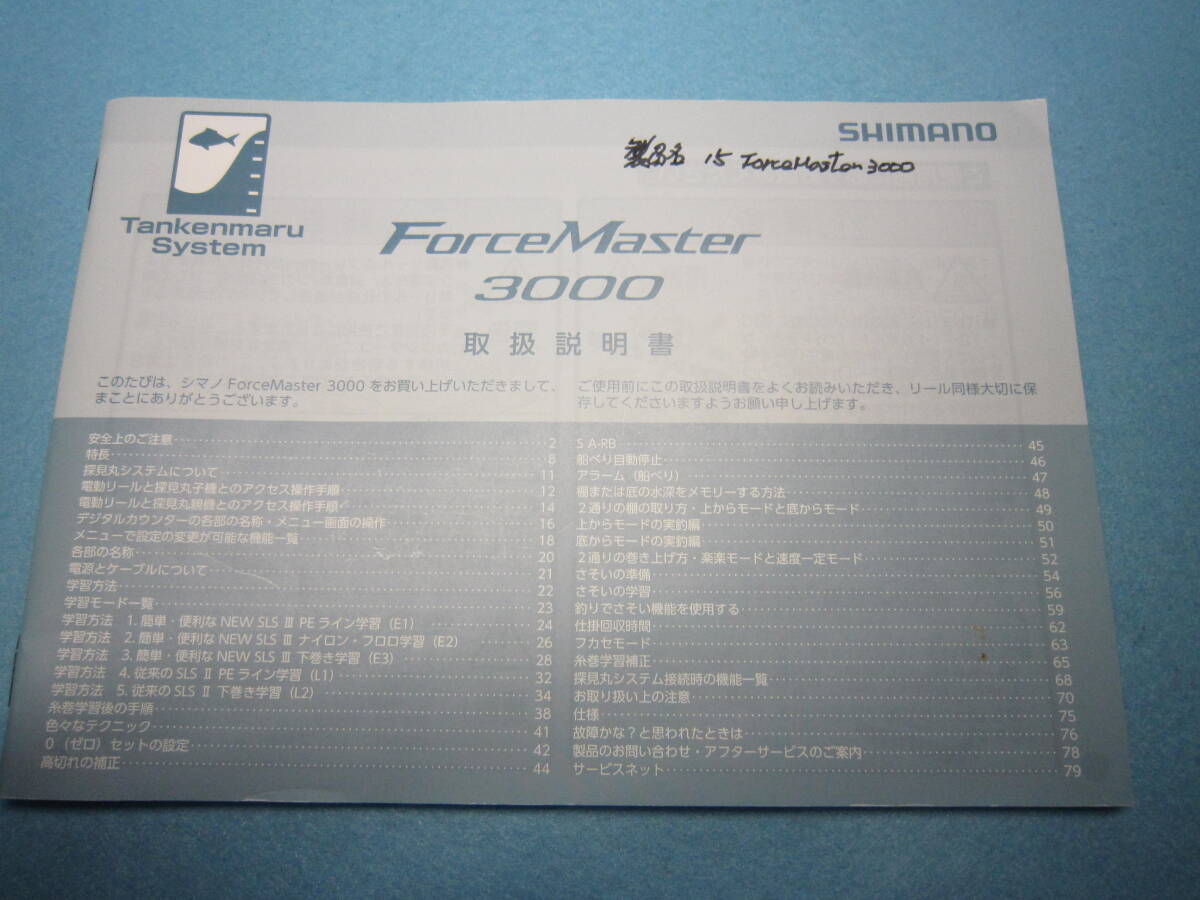 SHIMANO
製品名 15 ForceMaster 3000
Tankenmaru
System
ForceMaster
3000
取扱説明書
このたびは、シマノ ForceMaster 3000 をお買い上げいただきまして、
まことにありがとうございます。
ご使用前にこの取扱説明書をよくお読みいただき、リール同様大切に保
存してくださいますようお願い申し上げます。
安全上のご注意 2
特長 8
探見丸システムについて 11
電動リールと探見丸子機とのアクセス操作手順 12
電動リールと探見丸親機とのアクセス操作手順 14
デジタルカウンターの各部の名称・メニュー画面の操作 16
メニューで設定の変更が可能な機能一覧 18
各部の名称 20
電源とケーブルについて 21
学習方法 22
学習モード一覧 23
学習方法 1. 簡単・便利な NEW SLS Ⅲ PE ライン学習（E1） 24
学習方法 2. 簡単・便利な NEW SLS Ⅲ ナイロン・フロロ学習（E2） 26
学習方法 3. 簡単・便利な NEW SLS Ⅲ 下巻き学習（E3） 28
学習方法 4. 従来の SLS Ⅱ PE ライン学習（L1） 32
学習方法 5. 従来の SLS Ⅱ 下巻き学習（L2） 34
糸巻学習後の手順 38
色々なテクニック 41
0（ゼロ）セットの設定 42
高切れの補正 44
S A-RB 45
船べり自動停止 46
アラーム（船べり） 47
棚または底の水深をメモリーする方法 48
2通りの棚の取り方・上からモードと底からモード 49
上からモードの実釣編 50
底からモードの実釣編 51
2通りの巻き上げ方・楽楽モードと速度一定モード 52
さそいの準備 54
さそいの学習 56
釣りでさそい機能を使用する 59
仕掛回収時間 62
フカセモード 63
糸巻学習補正 65
探見丸システム接続時の機能一覧 68
お取り扱い上の注意 70
仕様 75
故障かな？と思われたときは 76
製品のお問い合わせ・アフターサービスのご案内 78
サービスネット 79